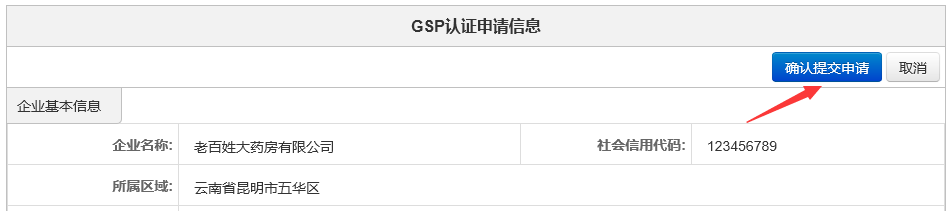 GSP认证申请信息
确认提交申请 取消
企业基本信息
企业名称: 老百姓大药房有限公司 社会信用代码: 123456789
所属区域: 云南省昆明市五华区